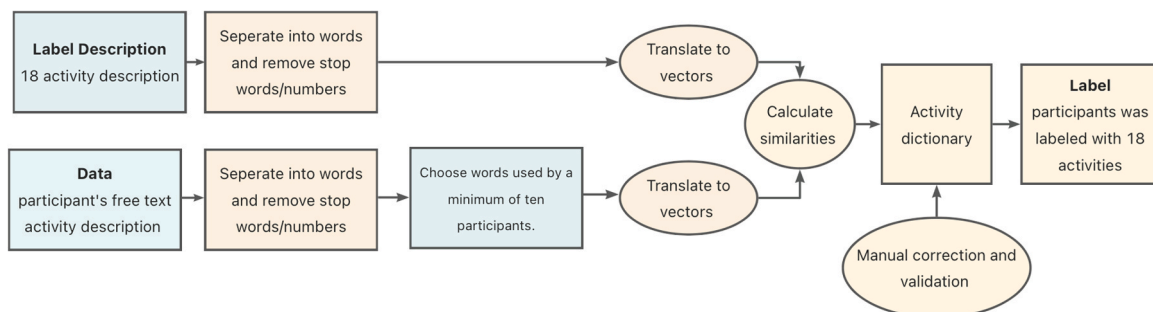 Label Description
18 activity description
Seperate into words
and remove stop
words/numbers
Translate to
vectors
Data
participant's free text
activity description
Seperate into words
and remove stop
words/numbers
Choose words used by a
minimum of ten
participants.
Translate to
vectors
Calculate
similarities
Activity
dictionary
Label
participants was
labeled with 18
activities
Manual correction and
validation